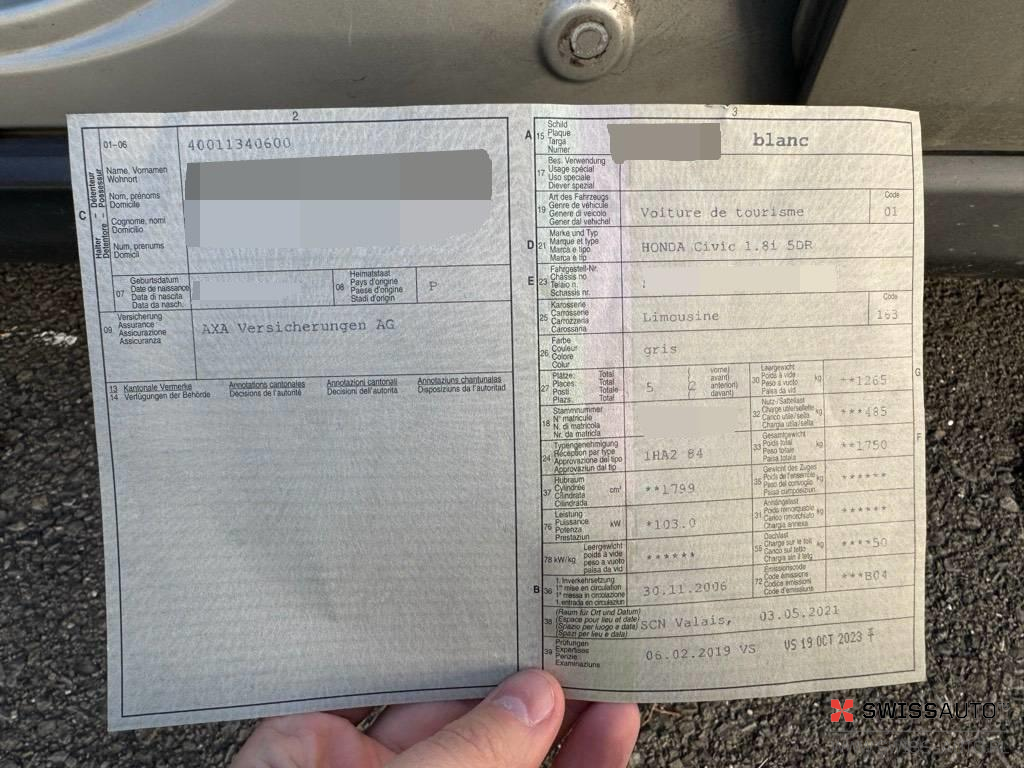 2
01-06
40011340600
C
Halter Détenteur
Detentore Possessur
Name, Vornamen
Wohnort
Nom, prénoms
Domicile
Cognome, nomi
Domicilio
Num, prenums
Domicil
07
Geburtsdatum
Date de naissance
Data di nascita
Data da nasch.
08
Heimatstaat
Pays d'origine
Paese d'origine
Stadi d'origin
P
09
Versicherung
Assurance
Assicurazione
Assicuranza
AXA Versicherungen AG
13
14
Kantonale Vermerke
Verfügungen der Behörde
Annotations cantonales
Décisions de l'autorité
Annotazioni cantonali
Decisioni dell'autorità
Annotaziuns chantunalas
Disposiziuns da l'autoritad
3
A
15
Schild
Plaque
Targa
Numer
blanc
17
Bes. Verwendung
Usage spécial
Uso speciale
Diever spezial
19
Art des Fahrzeugs
Genre de véhicule
Genere di veicolo
Gener dal vehichel
Voiture de tourisme
Code
01
D
21
Marke und Typ
Marque et type
Marca e tipo
Marca e tip
HONDA Civic 1.8i 5DR
E
23
Fahrgestell-Nr.
Châssis no
Telaio n.
Schassis nr.
25
Karosserie
Carrosserie
Carrozzeria
Carossaria
Limousine
Code
163
26
Farbe
Couleur
Colore
Colur
gris
27
Plätze: Total
Places: Total
Posti: Totale
Plazs: Total
5
(2
vorne)
avant)
anteriori)
davant)
30
Leergewicht
Poids à vide
Peso a vuoto
Paisa da vid
kg
**1265
G
18
Stammnummer
N° matricule
N. di matricola
Nr. da matricla
32
Nutz-/Sattellast
Charge utile/sellette
Carico utile/sella
Chargia utila/sella
kg
***485
24
Typengenehmigung
Réception par type
Approvazione del tipo
Approvaziun dal tip
1HA2 84
33
Gesamtgewicht
Poids total
Peso totale
Paisa totala
kg
**1750
F
37
Hubraum
Cylindrée
Cilindrata
Cilindrada
cm³
**1799
35
Gewicht des Zuges
Poids de l'ensemble
Peso del convoglio
Paisa cumposiziun
kg
******
76
Leistung
Puissance
Potenza
Prestaziun
kW
*103.0
31
Anhängelast
Poids remorquable
Carico rimorchiato
Chargia annexa
kg
******
78 kW/kg
Leergewicht
poids à vide
peso a vuoto
paisa da vid
******
55
Dachlast
Charge sur le toit
Carico sul tetto
Chargia sin il tetg
kg
****50
B
36
1. Inverkehrsetzung
1re mise en circulation
1a messa in circolazione
1. entrada en circulaziun
30.11.2006
72
Emissionscode
Code émissions
Codice emissioni
Code d'emissiuns
***B04
38
(Raum für Ort und Datum)
(Espace pour lieu et date)
(Spazio per luogo e data)
(Spazi per lieu e data)
SCN Valais, 03.05.2021
39
Prüfungen
Expertises
Perizie
Examinaziuns
06.02.2019 VS VS 19 OCT 2023
SWISSAUTO